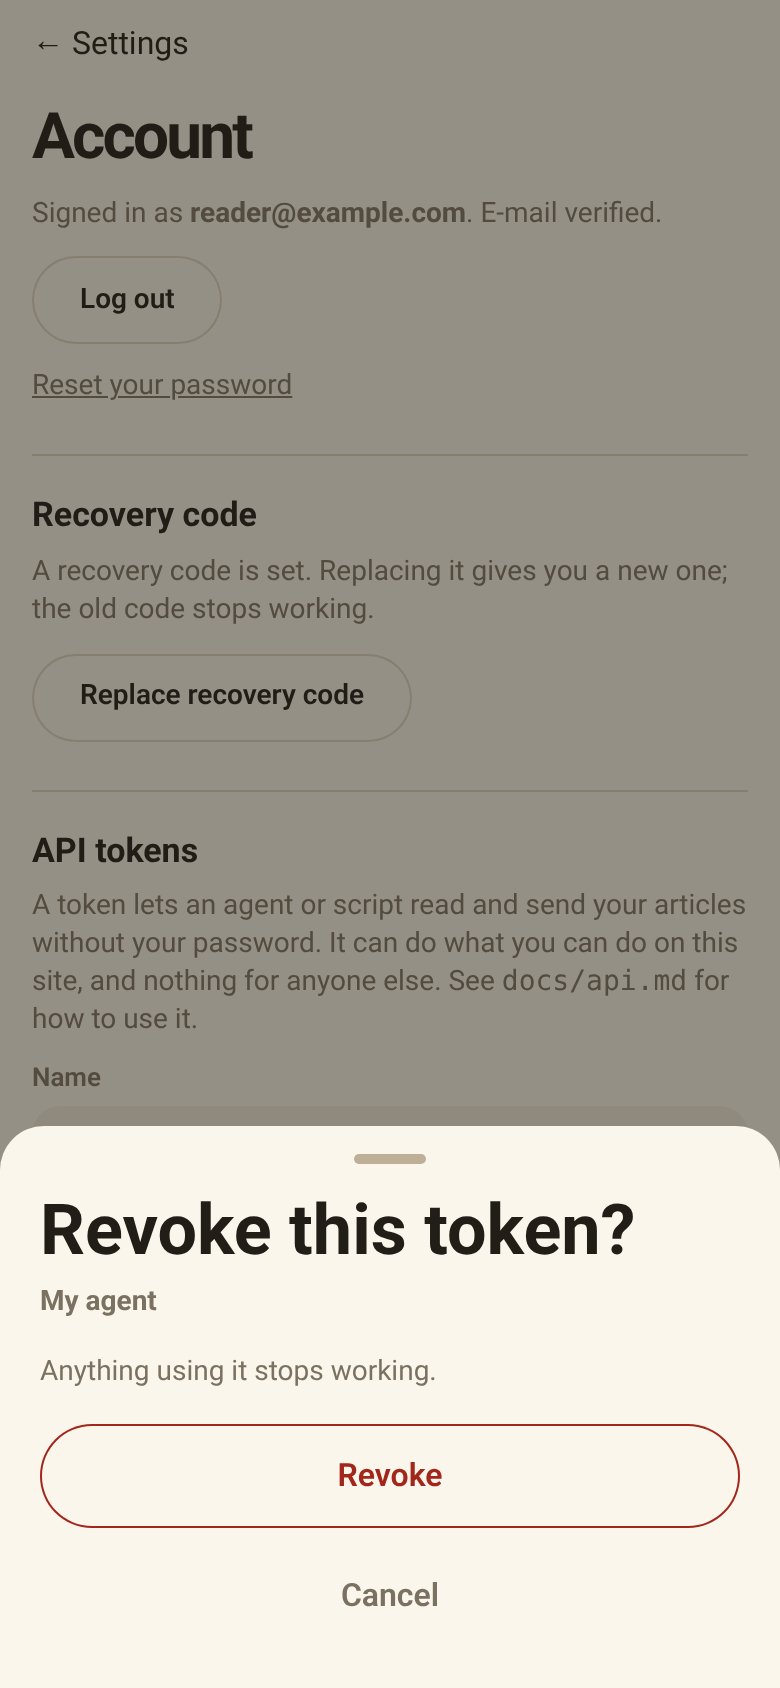 ← Settings
Account
Signed in as reader@example.com. E-mail verified.
Log out
Reset your password
Recovery code
A recovery code is set. Replacing it gives you a new one;
the old code stops working.
Replace recovery code
API tokens
A token lets an agent or script read and send your articles
without your password. It can do what you can do on this
site, and nothing for anyone else. See docs/api.md for
how to use it.
Name
Revoke this token?
My agent
Anything using it stops working.
Revoke
Cancel